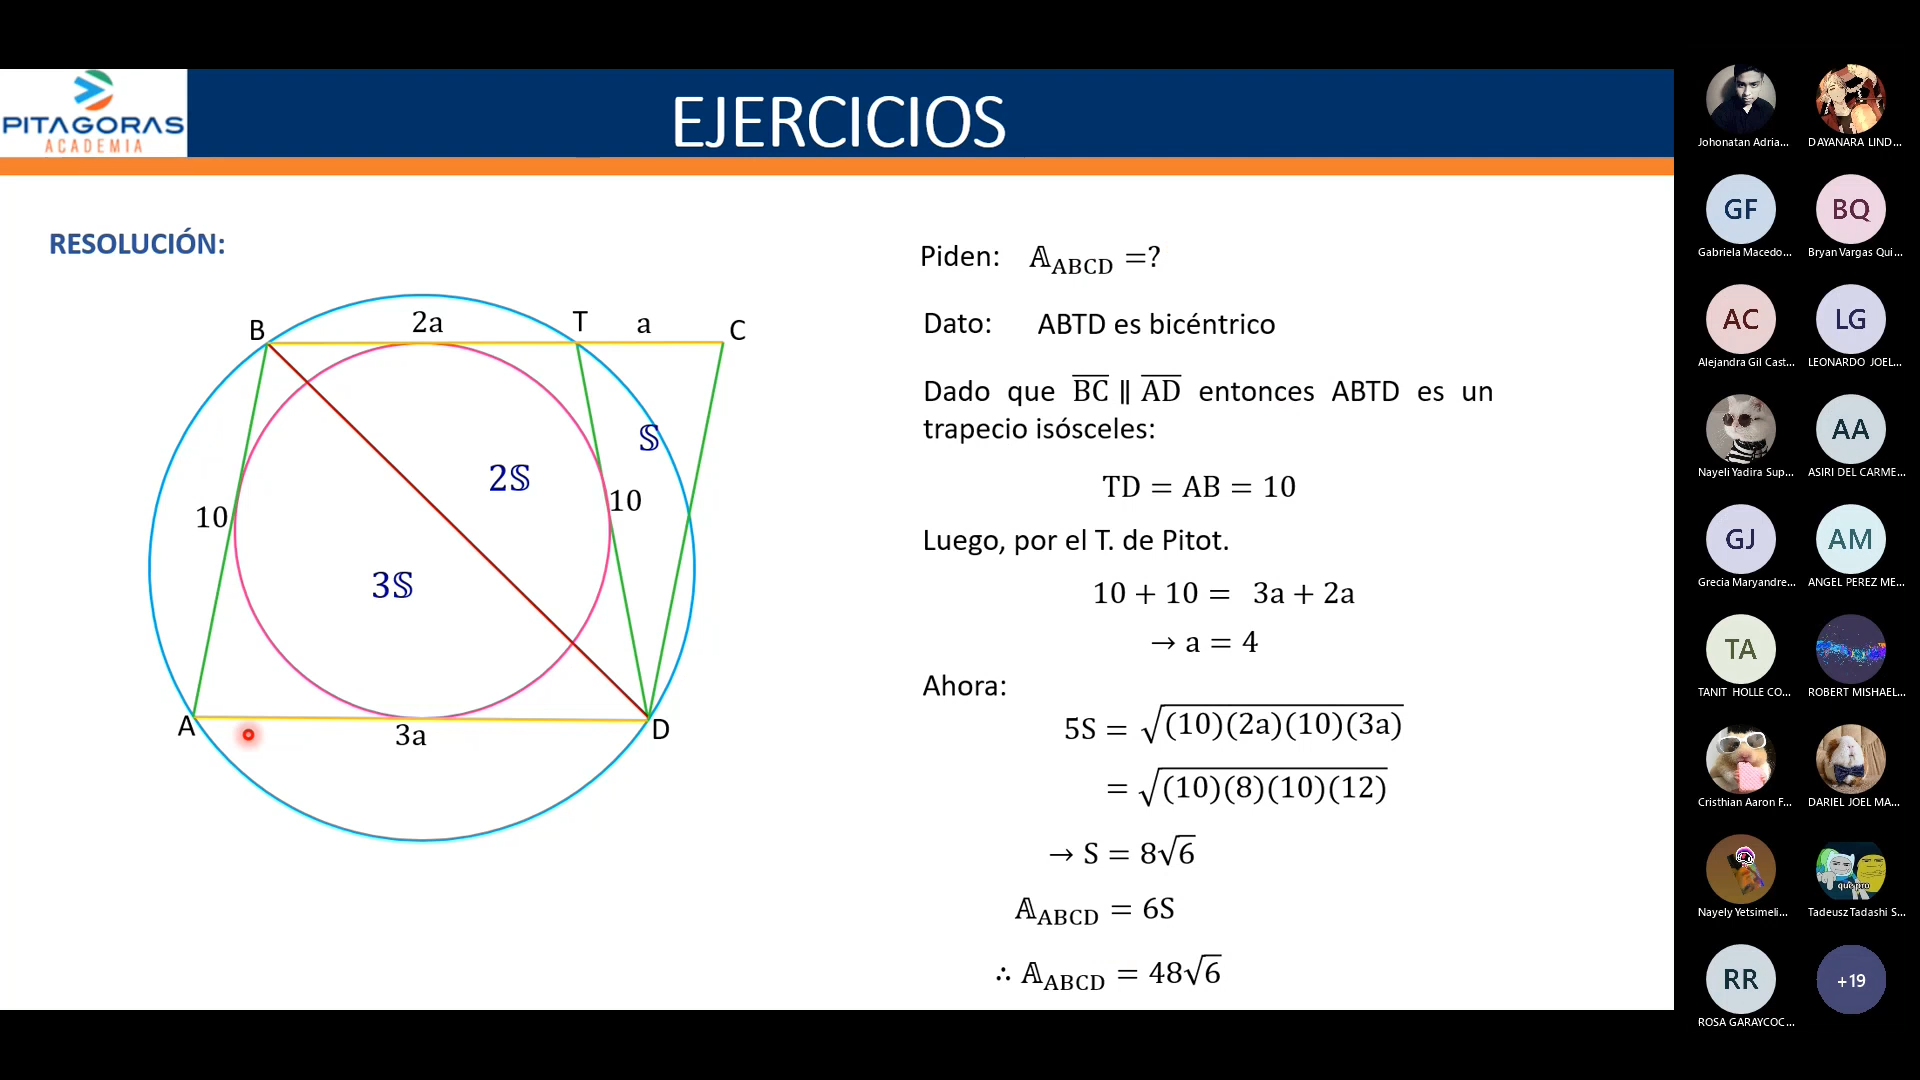 PITAGORAS
ACADEMIA
EJERCICIOS
RESOLUCIÓN:
B
2a
T
a
C
𝕊
2𝕊
10
10
3𝕊
A
3a
D
Piden: 𝔸ABCD =?
Dato: ABTD es bicéntrico
Dado que BC ∥ AD entonces ABTD es un
trapecio isósceles:
TD = AB = 10
Luego, por el T. de Pitot.
10 + 10 = 3a + 2a
→ a = 4
Ahora:
5S = √(10)(2a)(10)(3a)
= √(10)(8)(10)(12)
→ S = 8√6
𝔸ABCD = 6S
∴ 𝔸ABCD = 48√6
Johonatan Adria...
DAYANARA LIND...
GF
BQ
Gabriela Macedo...
Bryan Vargas Qui...
AC
LG
Alejandra Gil Cast...
LEONARDO JOEL...
AA
Nayeli Yadira Sup...
ASIRI DEL CARME...
GJ
AM
Grecia Maryandre...
ANGEL PEREZ ME...
TA
TANIT HOLLE CO...
ROBERT MISHAEL...
Cristhian Aaron F...
DARIEL JOEL MA...
que pro
Nayely Yetsimeli...
Tadeusz Tadashi S...
RR
+19
ROSA GARAYCOC...